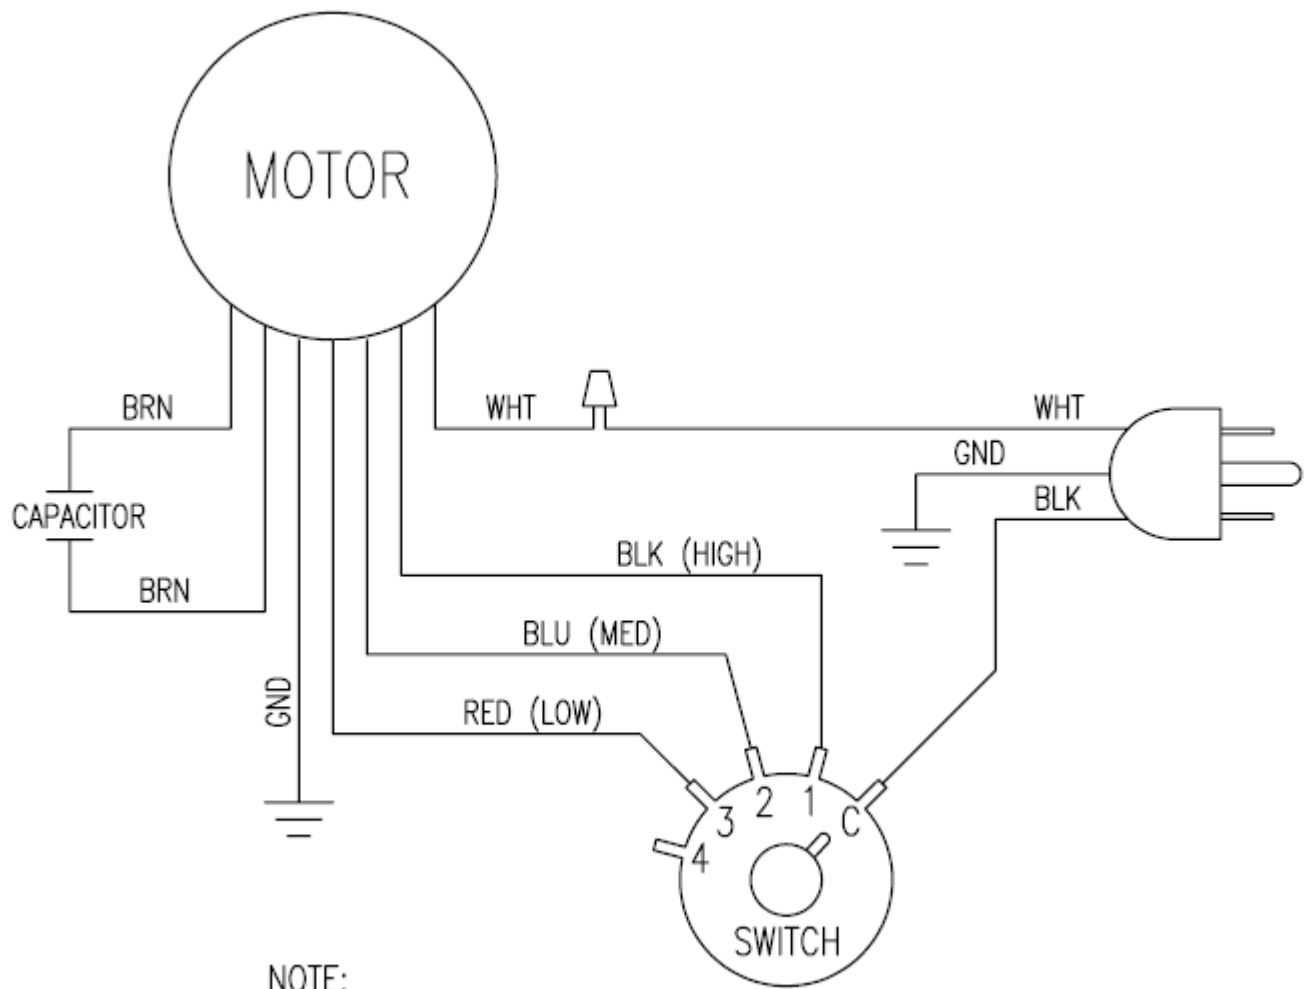 MOTOR
BRN
WHT
WHT
GND
CAPACITOR
BLK
BLK (HIGH)
BRN
BLU (MED)
GND
RED (LOW)
1
2
3
C
4
SWITCH
NOTE: